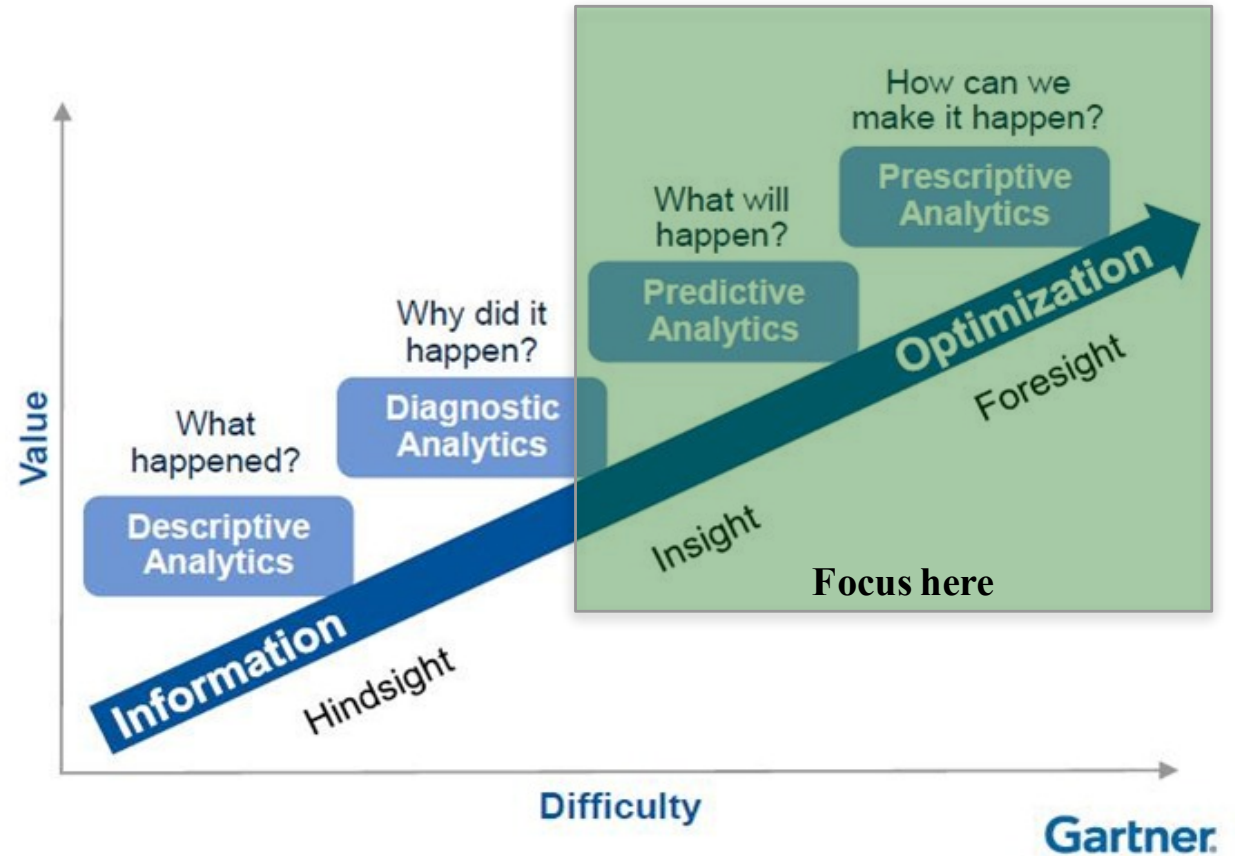 How can we
make it happen?
Prescriptive
Analytics
What will
happen?
Predictive
Analytics
Why did it
happen?
Diagnostic
Analytics
What
happened?
Descriptive
Analytics
Value
Information
Optimization
Hindsight
Insight
Foresight
Focus here
Difficulty
Gartner.